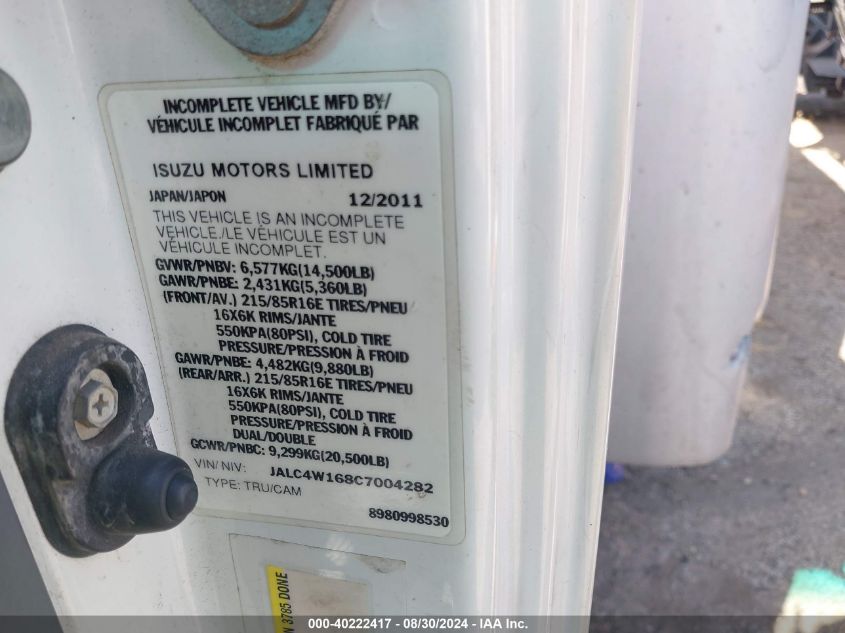 INCOMPLETE VEHICLE MFD BY/
VÉHICULE INCOMPLET FABRIQUÉ PAR
ISUZU MOTORS LIMITED
JAPAN/JAPON 12/2011
THIS VEHICLE IS AN INCOMPLETE
VEHICLE./LE VÉHICULE EST UN
VÉHICULE INCOMPLET.
GVWR/PNBV: 6,577KG(14,500LB)
GAWR/PNBE: 2,431KG(5,360LB)
(FRONT/AV.) 215/85R16E TIRES/PNEU
16X6K RIMS/JANTE
550KPA(80PSI), COLD TIRE
PRESSURE/PRESSION À FROID
GAWR/PNBE: 4,482KG(9,880LB)
(REAR/ARR.) 215/85R16E TIRES/PNEU
16X6K RIMS/JANTE
550KPA(80PSI), COLD TIRE
PRESSURE/PRESSION À FROID
DUAL/DOUBLE
GCWR/PNBC: 9,299KG(20,500LB)
VIN/ NIV: JALC4W168C7004282
TYPE: TRU/CAM
8980998530
N 3785 DONE
000-40222417 - 08/30/2024 - IAA Inc.